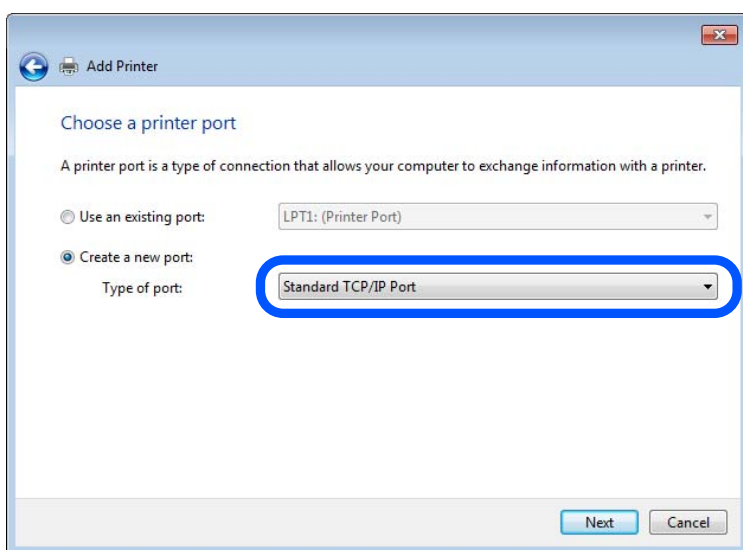 Add Printer
Choose a printer port
A printer port is a type of connection that allows your computer to exchange information with a printer.
Use an existing port: LPT1: (Printer Port)
Create a new port:
Type of port: Standard TCP/IP Port
Next Cancel